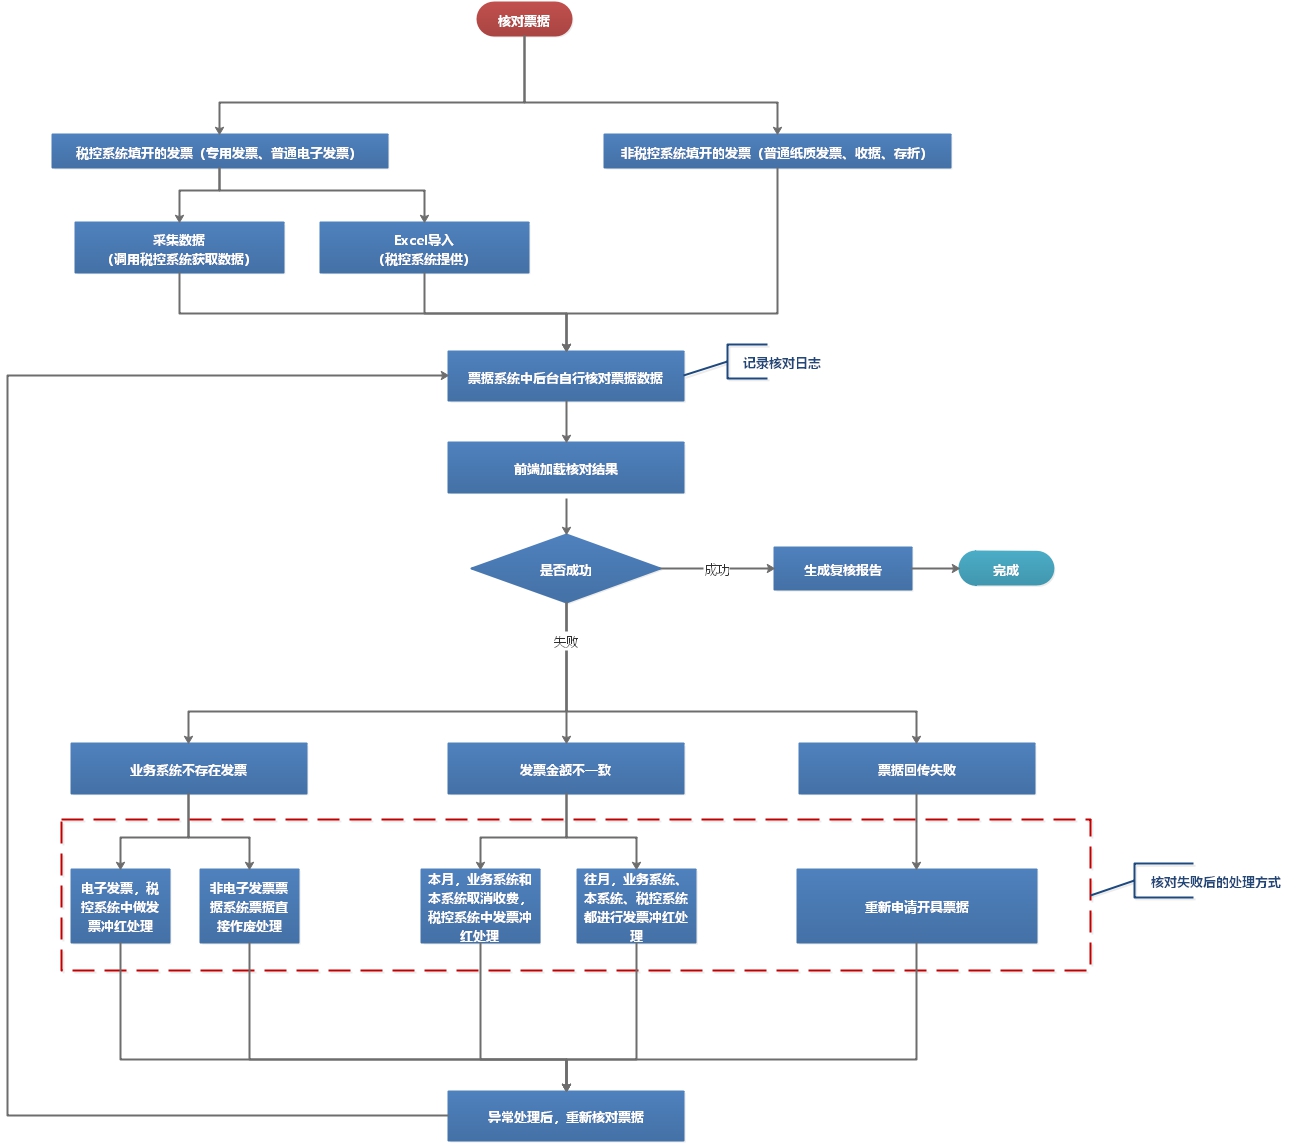 核对票据
税控系统填开的发票（专用发票、普通电子发票）
非税控系统填开的发票（普通纸质发票、收据、存折）
采集数据
（调用税控系统获取数据）
Excel导入
（税控系统提供）
票据系统中后台自行核对票据数据
记录核对日志
前端加载核对结果
是否成功
成功
生成复核报告
完成
失败
业务系统不存在发票
发票金额不一致
票据回传失败
电子发票，税
控系统中做发
票冲红处理
非电子发票票
据系统票据直
接作废处理
本月，业务系统和
本系统取消收费，
税控系统中发票冲
红处理
往月，业务系统、
本系统、税控系统
都进行发票冲红处
理
重新申请开具票据
核对失败后的处理方式
异常处理后，重新核对票据